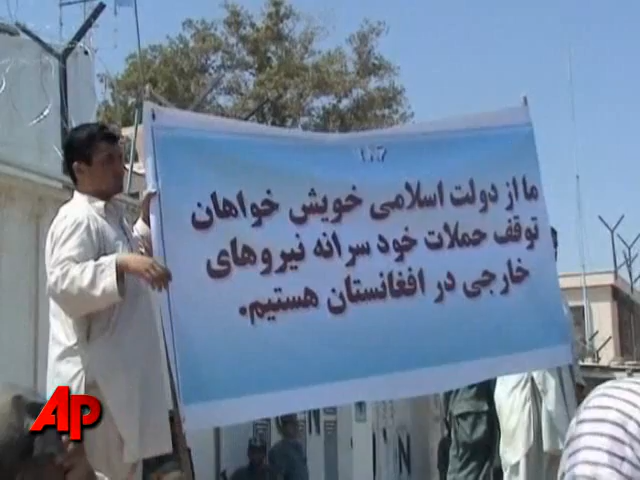 ما از دولت اسلامی خویش خواهان
توقف حملات خود سرانه نیروهای
خارجی در افغانستان هستیم.
AP